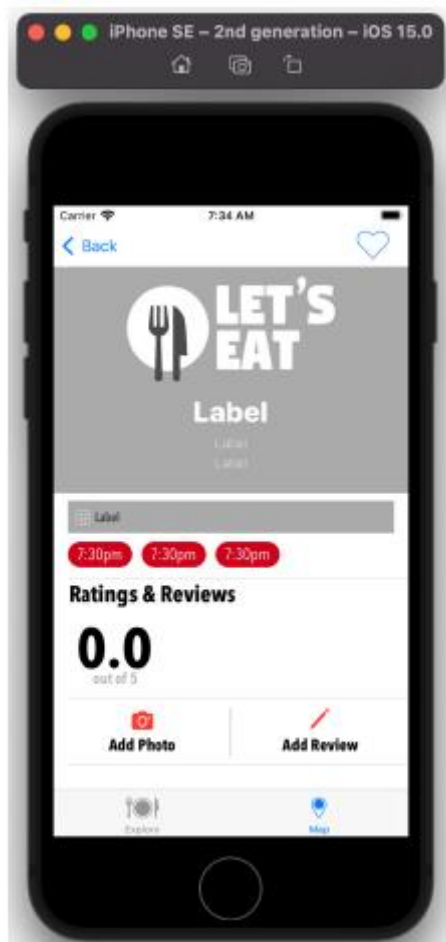 iPhone SE – 2nd generation – iOS 15.0
Carrier 7:34 AM
Back
LET'S
EAT
Label
Label
Label
Label
7:30pm 7:30pm 7:30pm
Ratings & Reviews
0.0
out of 5
Add Photo Add Review
Explore Map